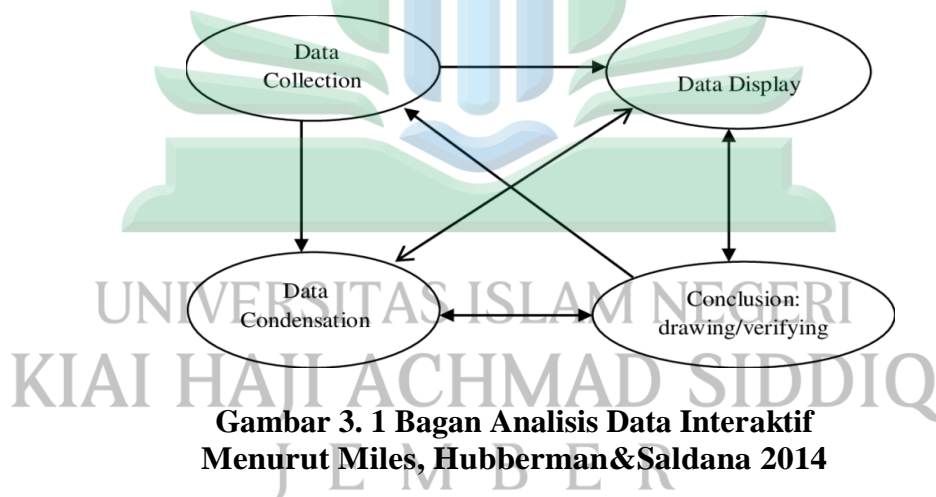 Data
Collection
Data Display
Data
Condensation
Conclusion:
drawing/verifying
UNIVERSITAS ISLAM NEGERI
KIAI HAJI ACHMAD SIDDIQ
Gambar 3. 1 Bagan Analisis Data Interaktif
Menurut Miles, Hubberman&Saldana 2014
J E M B E R